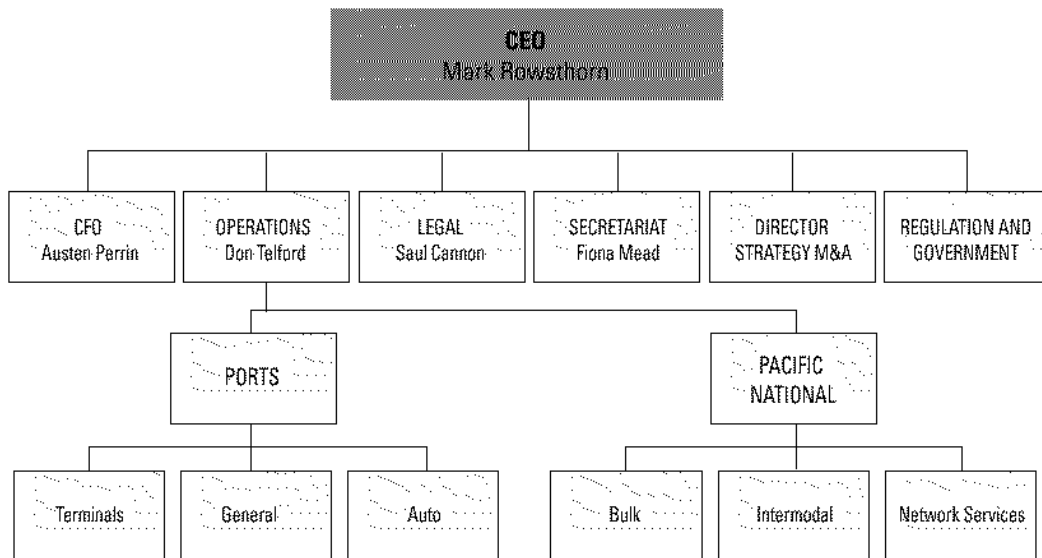 CEO
Mark Rowsthorn
CFO
Austen Perrin
OPERATIONS
Don Telford
LEGAL
Saul Cannon
SECRETARIAT
Fiona Mead
DIRECTOR
STRATEGY M&A
REGULATION AND
GOVERNMENT
PORTS
PACIFIC
NATIONAL
Terminals
General
Auto
Bulk
Intermodal
Network Services